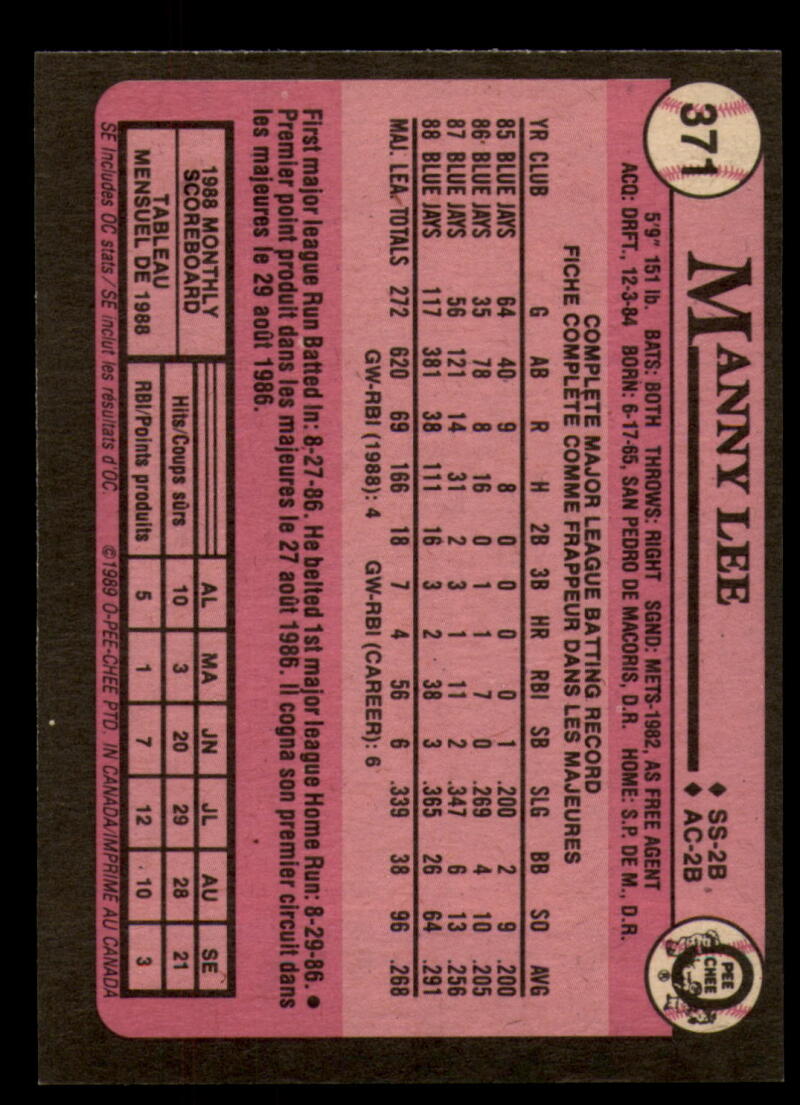 371
MANNY LEE
♦ SS-2B
♦ AC-2B
O PEE CHEE ®
5'9" 151 lb. BATS: BOTH THROWS: RIGHT SGND: METS-1982, AS FREE AGENT
ACQ: DRFT., 12-3-84 BORN: 6-17-65, SAN PEDRO DE MACORIS, D.R. HOME: S.P. DE M., D.R.
COMPLETE MAJOR LEAGUE BATTING RECORD
FICHE COMPLÈTE COMME FRAPPEUR DANS LES MAJEURES
YR CLUB G AB R H 2B 3B HR RBI SB SLG BB SO AVG
85 BLUE JAYS 64 40 9 8 0 0 0 0 1 .200 2 9 .200
86 BLUE JAYS 35 78 8 16 0 1 1 7 0 .269 4 10 .205
87 BLUE JAYS 56 121 14 31 2 3 1 11 2 .347 6 13 .256
88 BLUE JAYS 117 381 38 111 16 3 2 38 3 .365 26 64 .291
MAJ. LEA. TOTALS 272 620 69 166 18 7 4 56 6 .339 38 96 .268
GW-RBI (1988): 4 GW-RBI (CAREER): 6
First major league Run Batted In: 8-27-86. He belted 1st major league Home Run: 8-29-86. ●
Premier point produit dans les majeures le 27 août 1986. Il cogna son premier circuit dans
les majeures le 29 août 1986.
1988 MONTHLY
SCOREBOARD
TABLEAU
MENSUEL DE 1988
AL MA JN JL AU SE
Hits/Coups sûrs 10 3 20 29 28 21
RBI/Points produits 5 1 7 12 10 3
SE includes OC stats/SE inclut les résultats d'OC. ©1989 O-PEE-CHEE PTD. IN CANADA/IMPRIMÉ AU CANADA